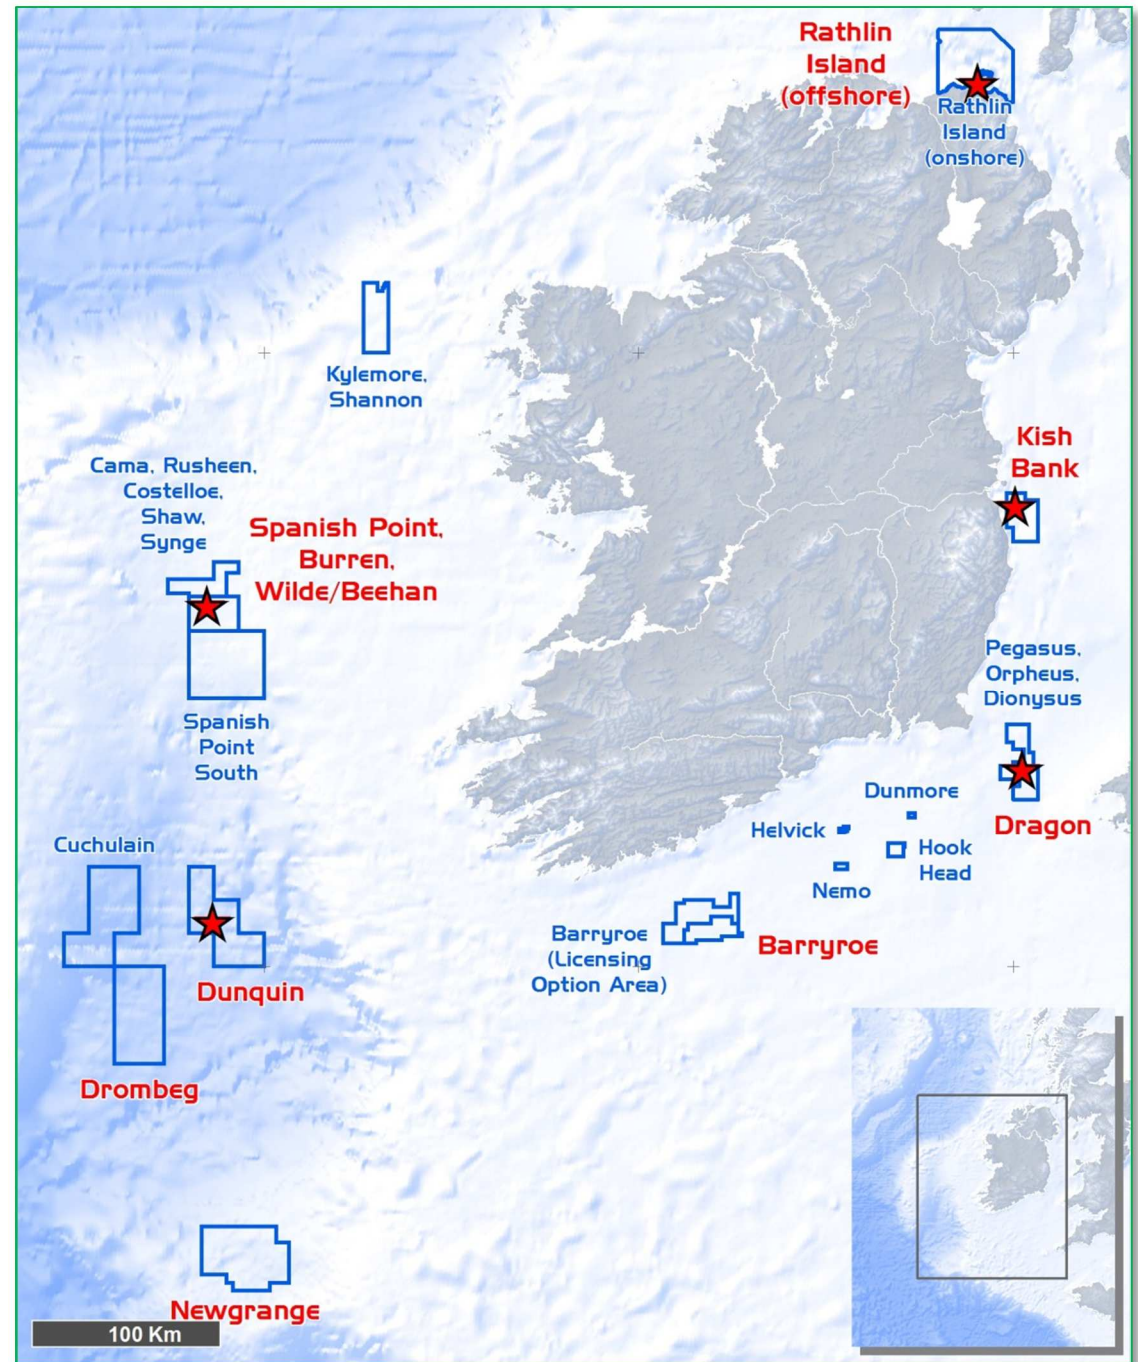 Rathlin
Island
(offshore)
Rathlin
Island
(onshore)
Kylemore,
Shannon
Kish
Bank
Cama, Rusheen,
Costelloe,
Shaw,
Synge
Spanish Point,
Burren,
Wilde/Beehan
Spanish
Point
South
Pegasus,
Orpheus,
Dionysus
Dragon
Dunmore
Helvick
Hook
Head
Nemo
Cuchulain
Barryroe
(Licensing
Option Area)
Barryroe
Dunquin
Drombeg
Newgrange
100 Km